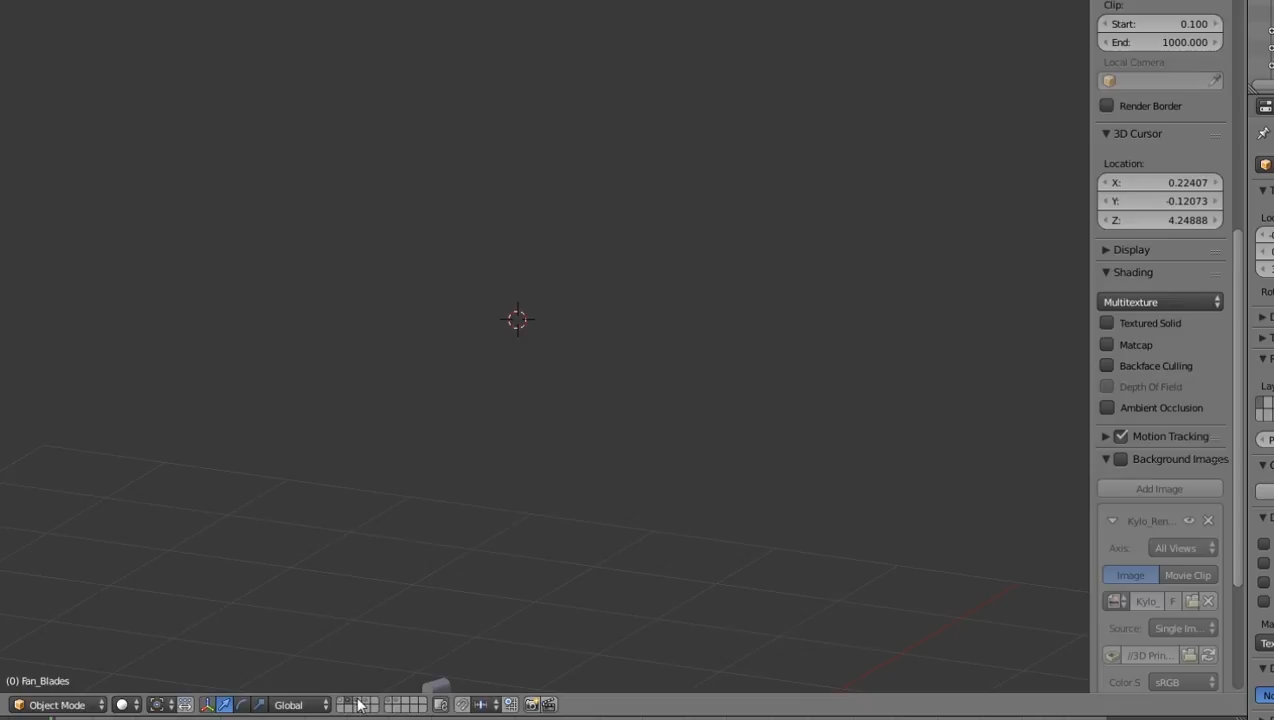 Clip:
Start: 0.100
End: 1000.000
Local Camera
Render Border
3D Cursor
Location:
X: 0.22407
Y: -0.12073
Z: 4.24888
Display
Shading
Multitexture
Textured Solid
Matcap
Backface Culling
Depth Of Field
Ambient Occlusion
Motion Tracking
Background Images
Add Image
Kylo_Ren...
Axis: All Views
Image Movie Clip
Kylo_ F
Source: Single Im...
//3D Prin...
Color S sRGB
(0) Fan_Blades
Object Mode Global